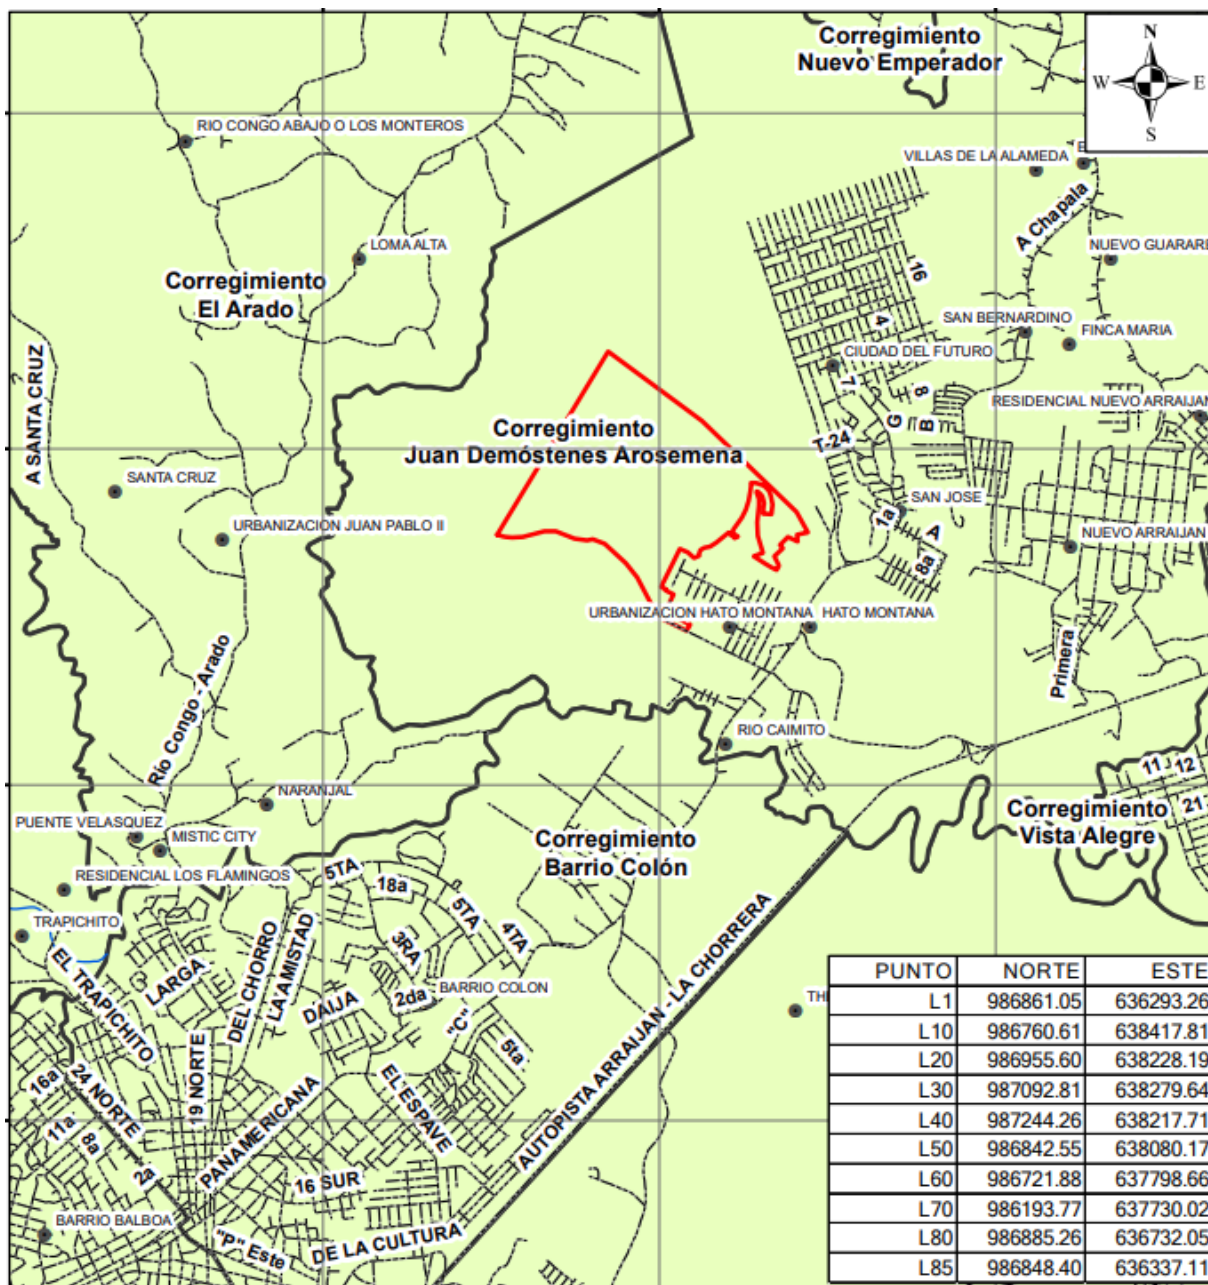 Corregimiento
Nuevo Emperador
N
W
E
S
RIO CONGO ABAJO O LOS MONTEROS
VILLAS DE LA ALAMEDA
A Chapala
LOMA ALTA
NUEVO GUARARE
Corregimiento
El Arado
16
4
SAN BERNARDINO
FINCA MARIA
CIUDAD DEL FUTURO
7
8
A SANTA CRUZ
RESIDENCIAL NUEVO ARRAIJAN
G
B
Corregimiento
Juan Demóstenes Arosemena
T-24
SANTA CRUZ
SAN JOSE
1a
A
URBANIZACION JUAN PABLO II
NUEVO ARRAIJAN
8a
URBANIZACION HATO MONTANA
HATO MONTANA
Primera
Rio Congo - Arado
RIO CAIMITO
11
12
21
NARANJAL
Corregimiento
Vista Alegre
PUENTE VELASQUEZ
MISTIC CITY
Corregimiento
Barrio Colón
RESIDENCIAL LOS FLAMINGOS
5TA
18a
5TA
4TA
TRAPICHITO
3RA
EL TRAPICHITO
LARGA
DEL CHORRO
LA AMISTAD
DAIJA
2da
BARRIO COLON
"C"
5ta
AUTOPISTA ARRAIJAN - LA CHORRERA
19 NORTE
24 NORTE
16a
11a
8a
2a
PANAMERICANA
EL ESPAVE
16 SUR
BARRIO BALBOA
"P" Este
DE LA CULTURA
PUNTO NORTE ESTE
L1 986861.05 636293.26
L10 986760.61 638417.81
L20 986955.60 638228.19
L30 987092.81 638279.64
L40 987244.26 638217.71
L50 986842.55 638080.17
L60 986721.88 637798.66
L70 986193.77 637730.02
L80 986885.26 636732.05
L85 986848.40 636337.11